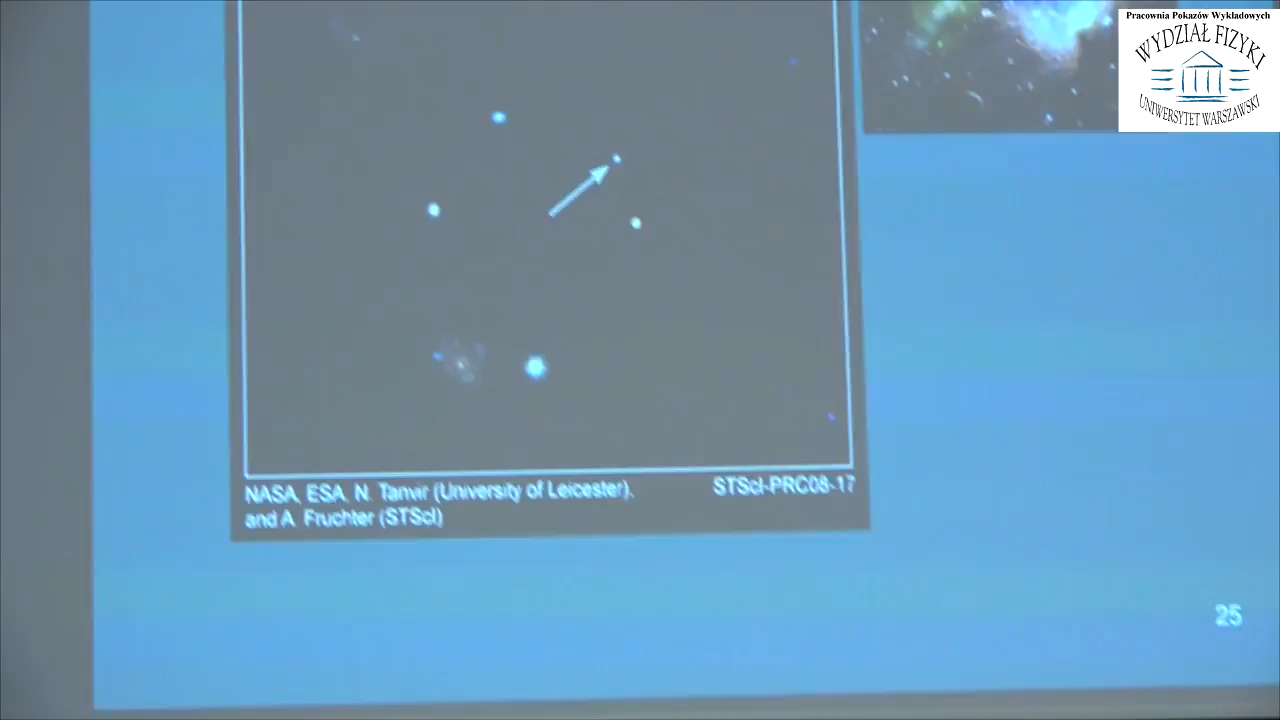 Pracownia Pokazów Wykładowych
WYDZIAŁ FIZYKI
UNIWERSYTET WARSZAWSKI
NASA, ESA, N. Tanvir (University of Leicester),
and A. Fruchter (STScI)
STScI-PRC08-17
25